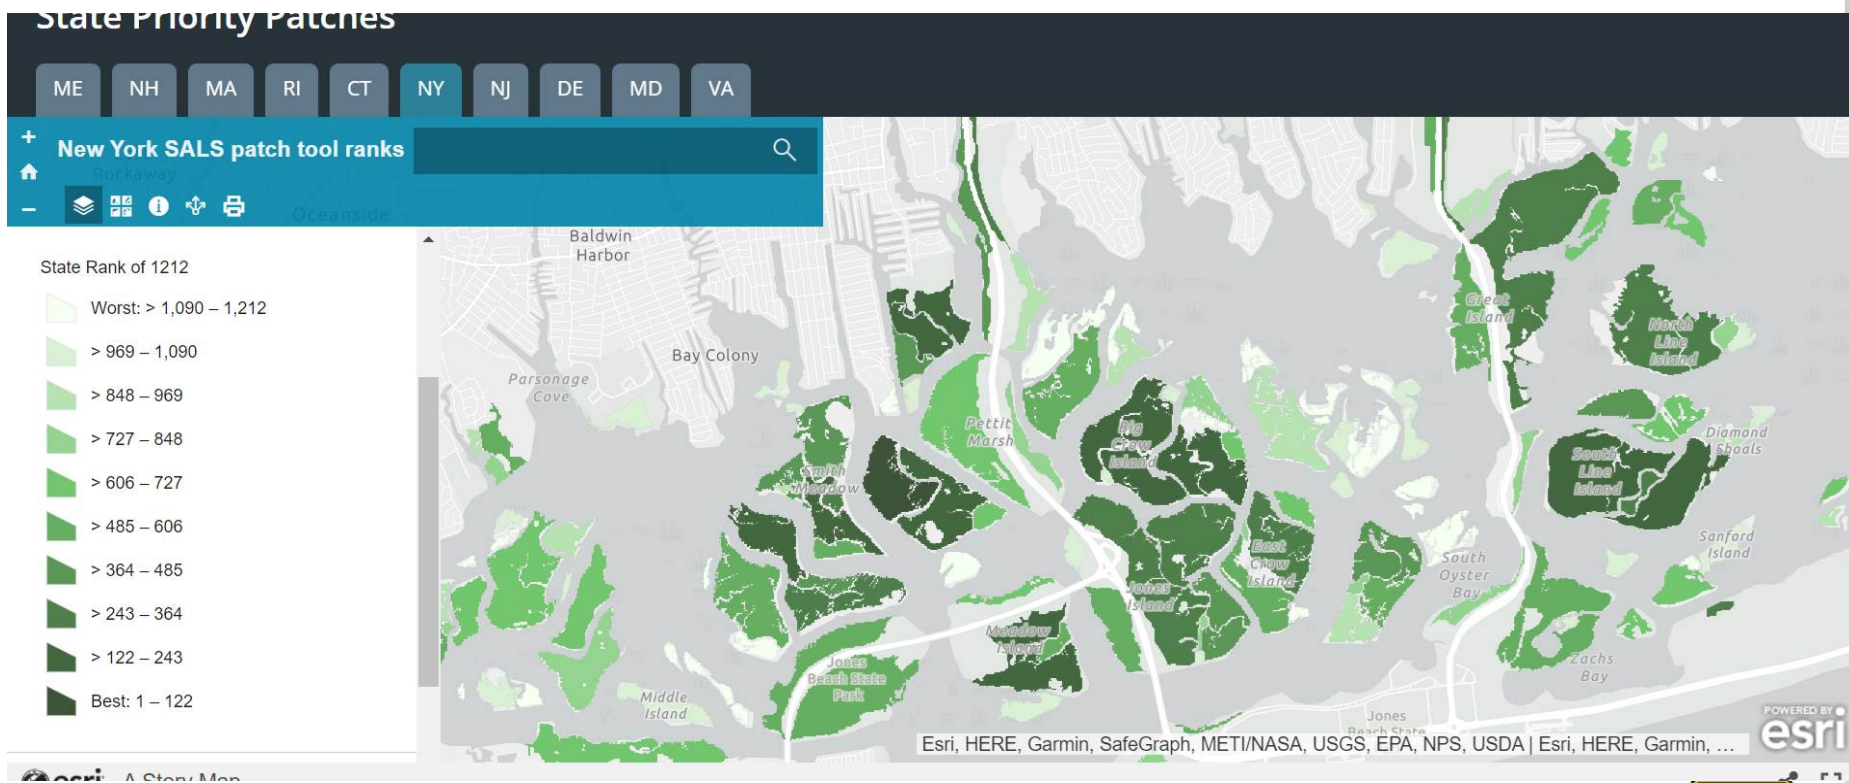 State Priority Patches
ME NH MA RI CT NY NJ DE MD VA
New York SALS patch tool ranks
Rockaway
Oceanside
State Rank of 1212
Worst: > 1,090 – 1,212
> 969 – 1,090
> 848 – 969
> 727 – 848
> 606 – 727
> 485 – 606
> 364 – 485
> 243 – 364
> 122 – 243
Best: 1 – 122
Baldwin
Harbor
Bay Colony
Parsonage
Cove
Pettit
Marsh
Smith
Meadow
Big
Crow
Island
Great
Island
North
Line
Island
Diamond
Shoals
South
Line
Island
Sanford
Island
East
Crow
Island
South
Oyster
Bay
Jones
Island
Meadow
Island
Jones
Beach State
Park
Middle
Island
Zachs
Bay
Jones
Beach State
Esri, HERE, Garmin, SafeGraph, METI/NASA, USGS, EPA, NPS, USDA | Esri, HERE, Garmin, ...
POWERED BY
esri
esri A Story Map